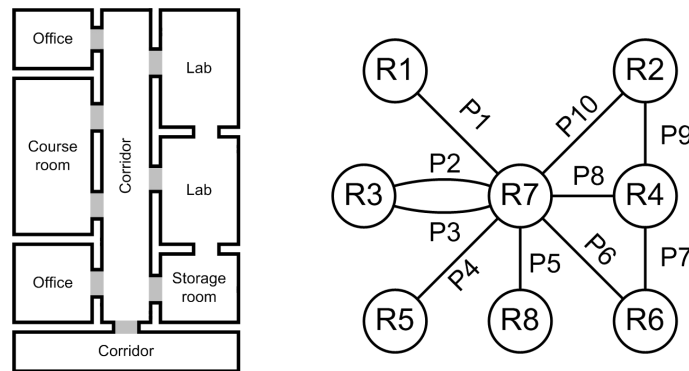 Office
Lab
Course
room
Corridor
Lab
Office
Storage
room
Corridor
R1
R2
P1
P10
P9
P2
R3
R7
P8
R4
P3
P4
P5
P6
P7
R5
R8
R6